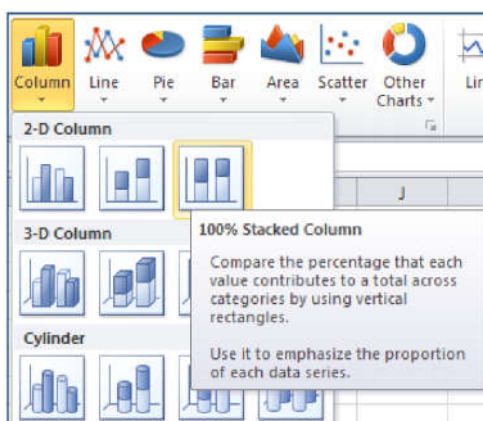 Column Line Pie Bar Area Scatter Other Lin
Charts
2-D Column
J
3-D Column
100% Stacked Column
Compare the percentage that each
value contributes to a total across
categories by using vertical
rectangles.
Cylinder
Use it to emphasize the proportion
of each data series.